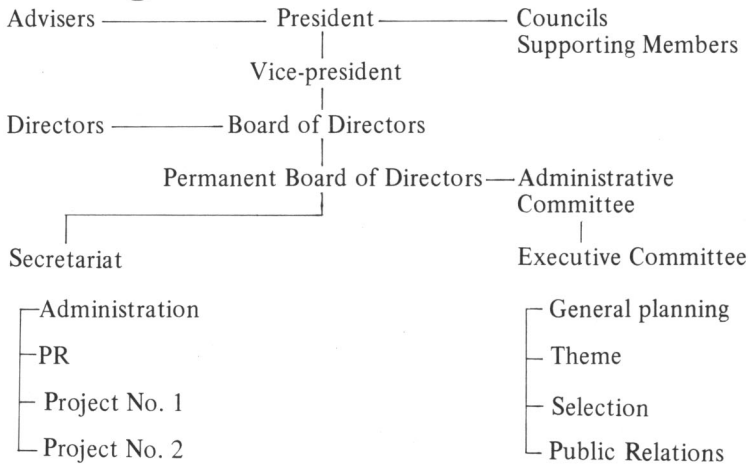 Advisers President Councils
Supporting Members
Vice-president
Directors Board of Directors
Permanent Board of Directors Administrative
Committee
Secretariat Executive Committee
Administration General planning
PR Theme
Project No. 1 Selection
Project No. 2 Public Relations